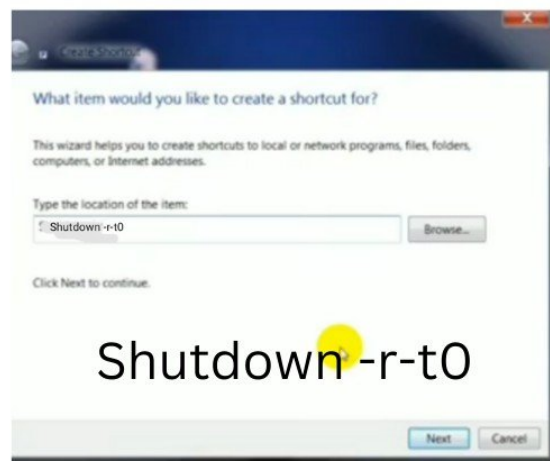 Create Shortcut
What item would you like to create a shortcut for?
This wizard helps you to create shortcuts to local or network programs, files, folders,
computers, or Internet addresses.
Type the location of the item:
Shutdown -r-t0
Browse...
Click Next to continue.
Shutdown -r-t0
Next
Cancel